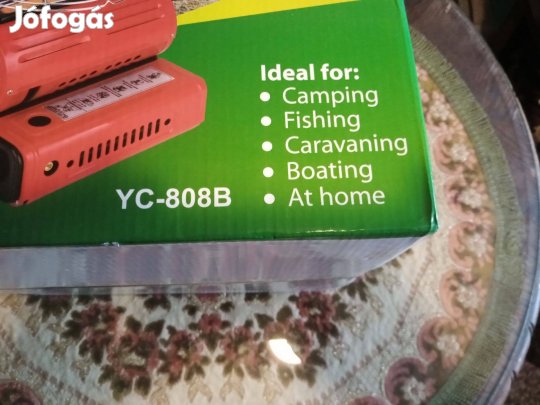 Jófogás
Ideal for:
• Camping
• Fishing
• Caravaning
• Boating
• At home
YC-808B